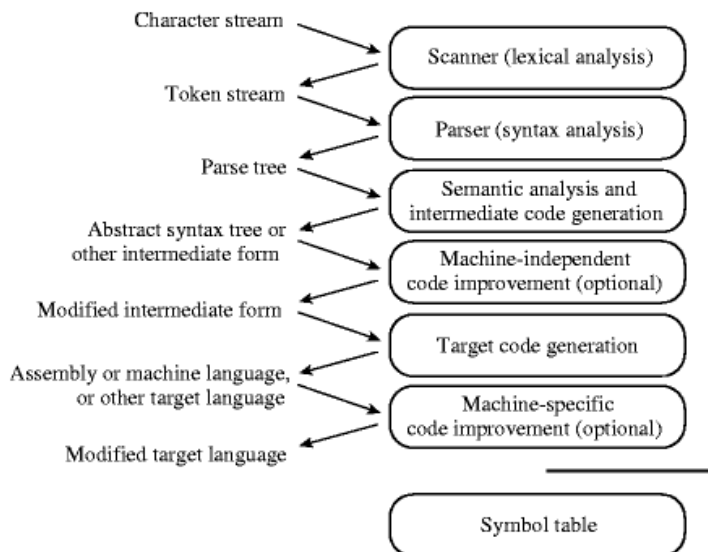 Character stream
Scanner (lexical analysis)
Token stream
Parser (syntax analysis)
Parse tree
Semantic analysis and
intermediate code generation
Abstract syntax tree or
other intermediate form
Machine-independent
code improvement (optional)
Modified intermediate form
Target code generation
Assembly or machine language,
or other target language
Machine-specific
code improvement (optional)
Modified target language
Symbol table